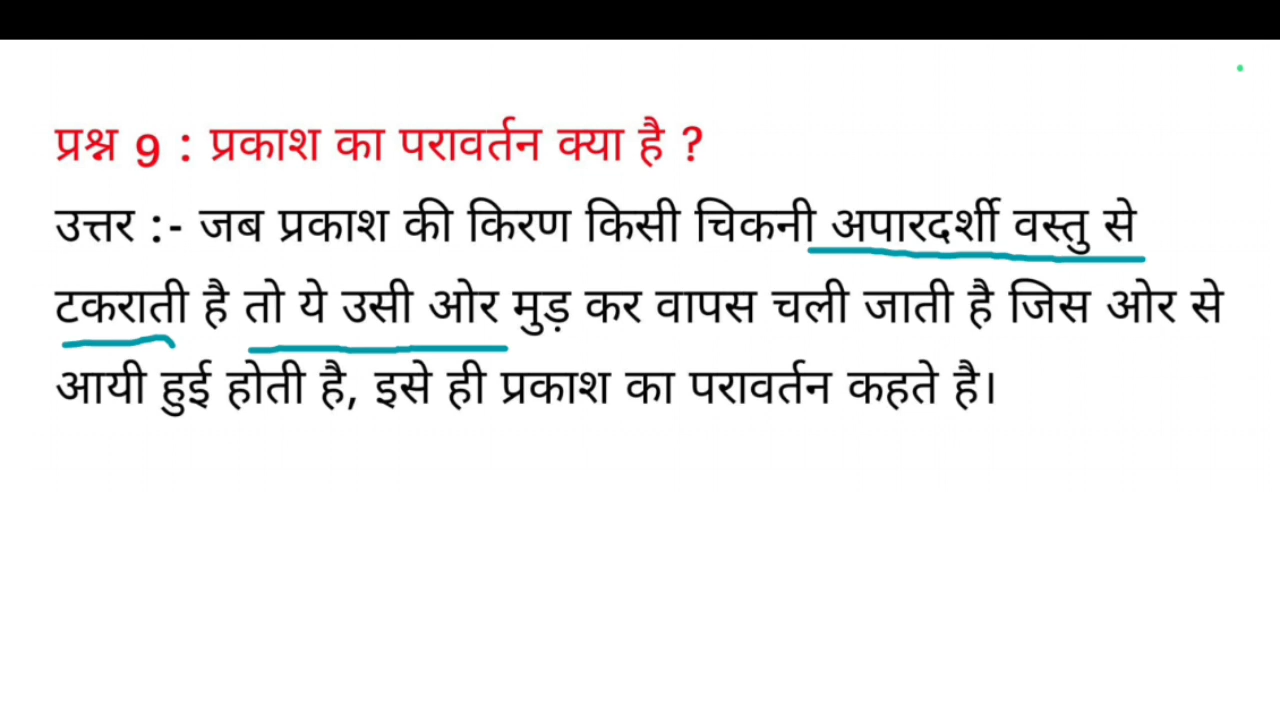 प्रश्न 9 : प्रकाश का परावर्तन क्या है ?
उत्तर :- जब प्रकाश की किरण किसी चिकनी अपारदर्शी वस्तु से
टकराती है तो ये उसी ओर मुड़ कर वापस चली जाती है जिस ओर से
आयी हुई होती है, इसे ही प्रकाश का परावर्तन कहते है।